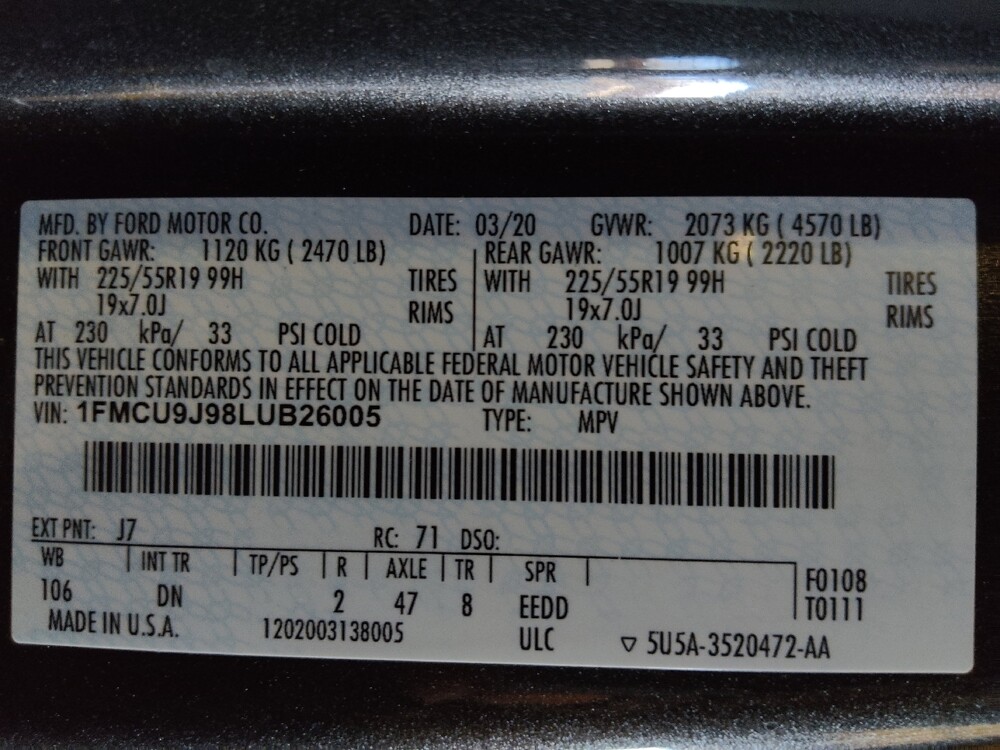 MFD. BY FORD MOTOR CO. DATE: 03/20 GVWR: 2073 KG ( 4570 LB)
FRONT GAWR: 1120 KG ( 2470 LB) REAR GAWR: 1007 KG ( 2220 LB)
WITH 225/55R19 99H TIRES WITH 225/55R19 99H TIRES
19x7.0J RIMS 19x7.0J RIMS
AT 230 kPa/ 33 PSI COLD AT 230 kPa/ 33 PSI COLD
THIS VEHICLE CONFORMS TO ALL APPLICABLE FEDERAL MOTOR VEHICLE SAFETY AND THEFT
PREVENTION STANDARDS IN EFFECT ON THE DATE OF MANUFACTURE SHOWN ABOVE.
VIN: 1FMCU9J98LUB26005 TYPE: MPV
EXT PNT: J7 RC: 71 DSO:
WB INT TR TP/PS R AXLE TR SPR
106 DN 2 47 8 EEDD
F0108
T0111
MADE IN U.S.A. 1202003138005 ULC ▽ 5U5A-3520472-AA